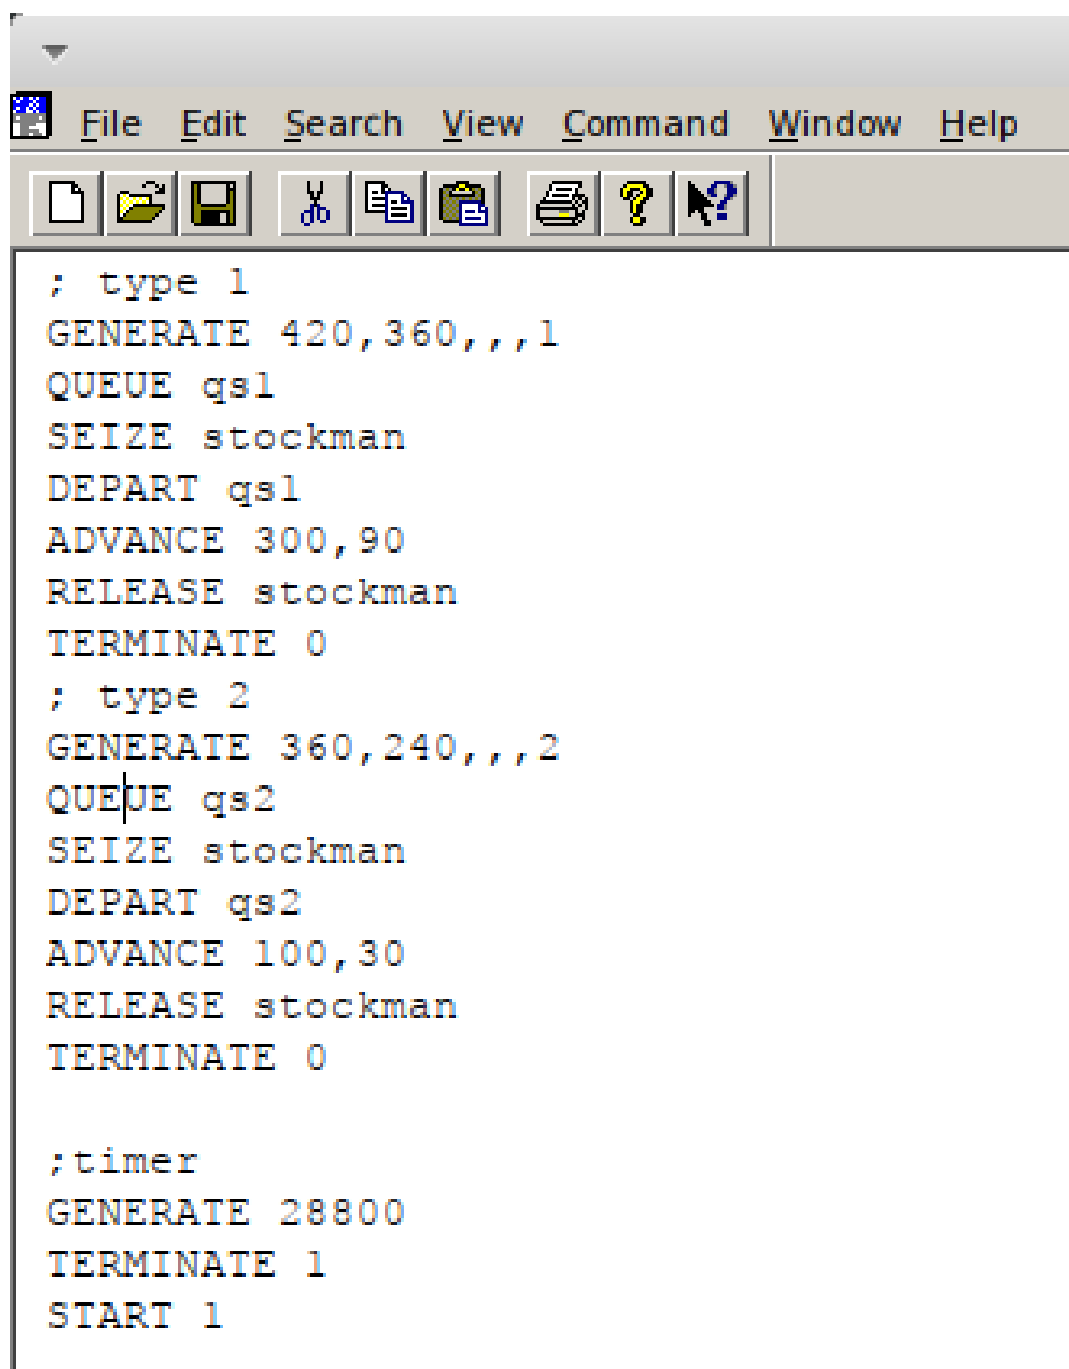 File Edit Search View Command Window Help
; type 1
GENERATE 420,360,,,1
QUEUE qs1
SEIZE stockman
DEPART qs1
ADVANCE 300,90
RELEASE stockman
TERMINATE 0
; type 2
GENERATE 360,240,,,2
QUEUE qs2
SEIZE stockman
DEPART qs2
ADVANCE 100,30
RELEASE stockman
TERMINATE 0
;timer
GENERATE 28800
TERMINATE 1
START 1